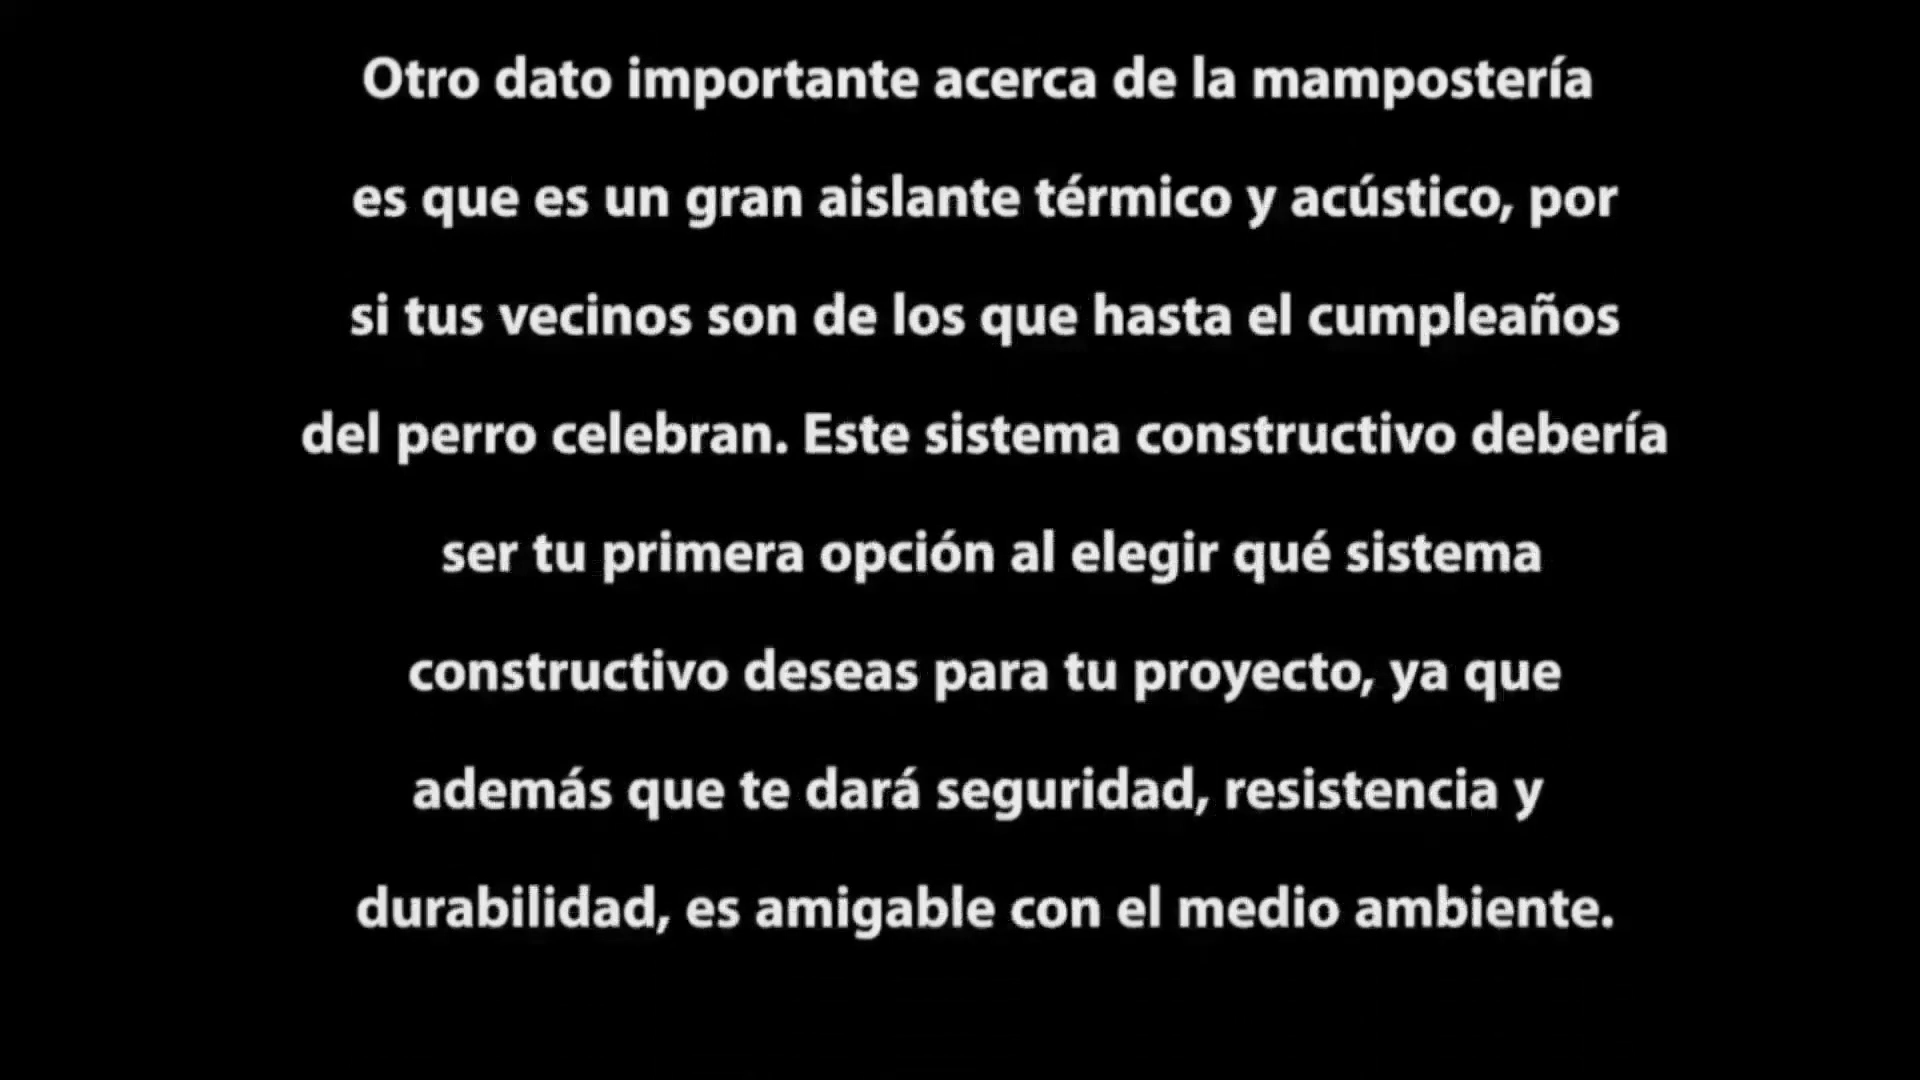 Otro dato importante acerca de la mampostería
es que es un gran aislante térmico y acústico, por
si tus vecinos son de los que hasta el cumpleaños
del perro celebran. Este sistema constructivo debería
ser tu primera opción al elegir qué sistema
constructivo deseas para tu proyecto, ya que
además que te dará seguridad, resistencia y
durabilidad, es amigable con el medio ambiente.